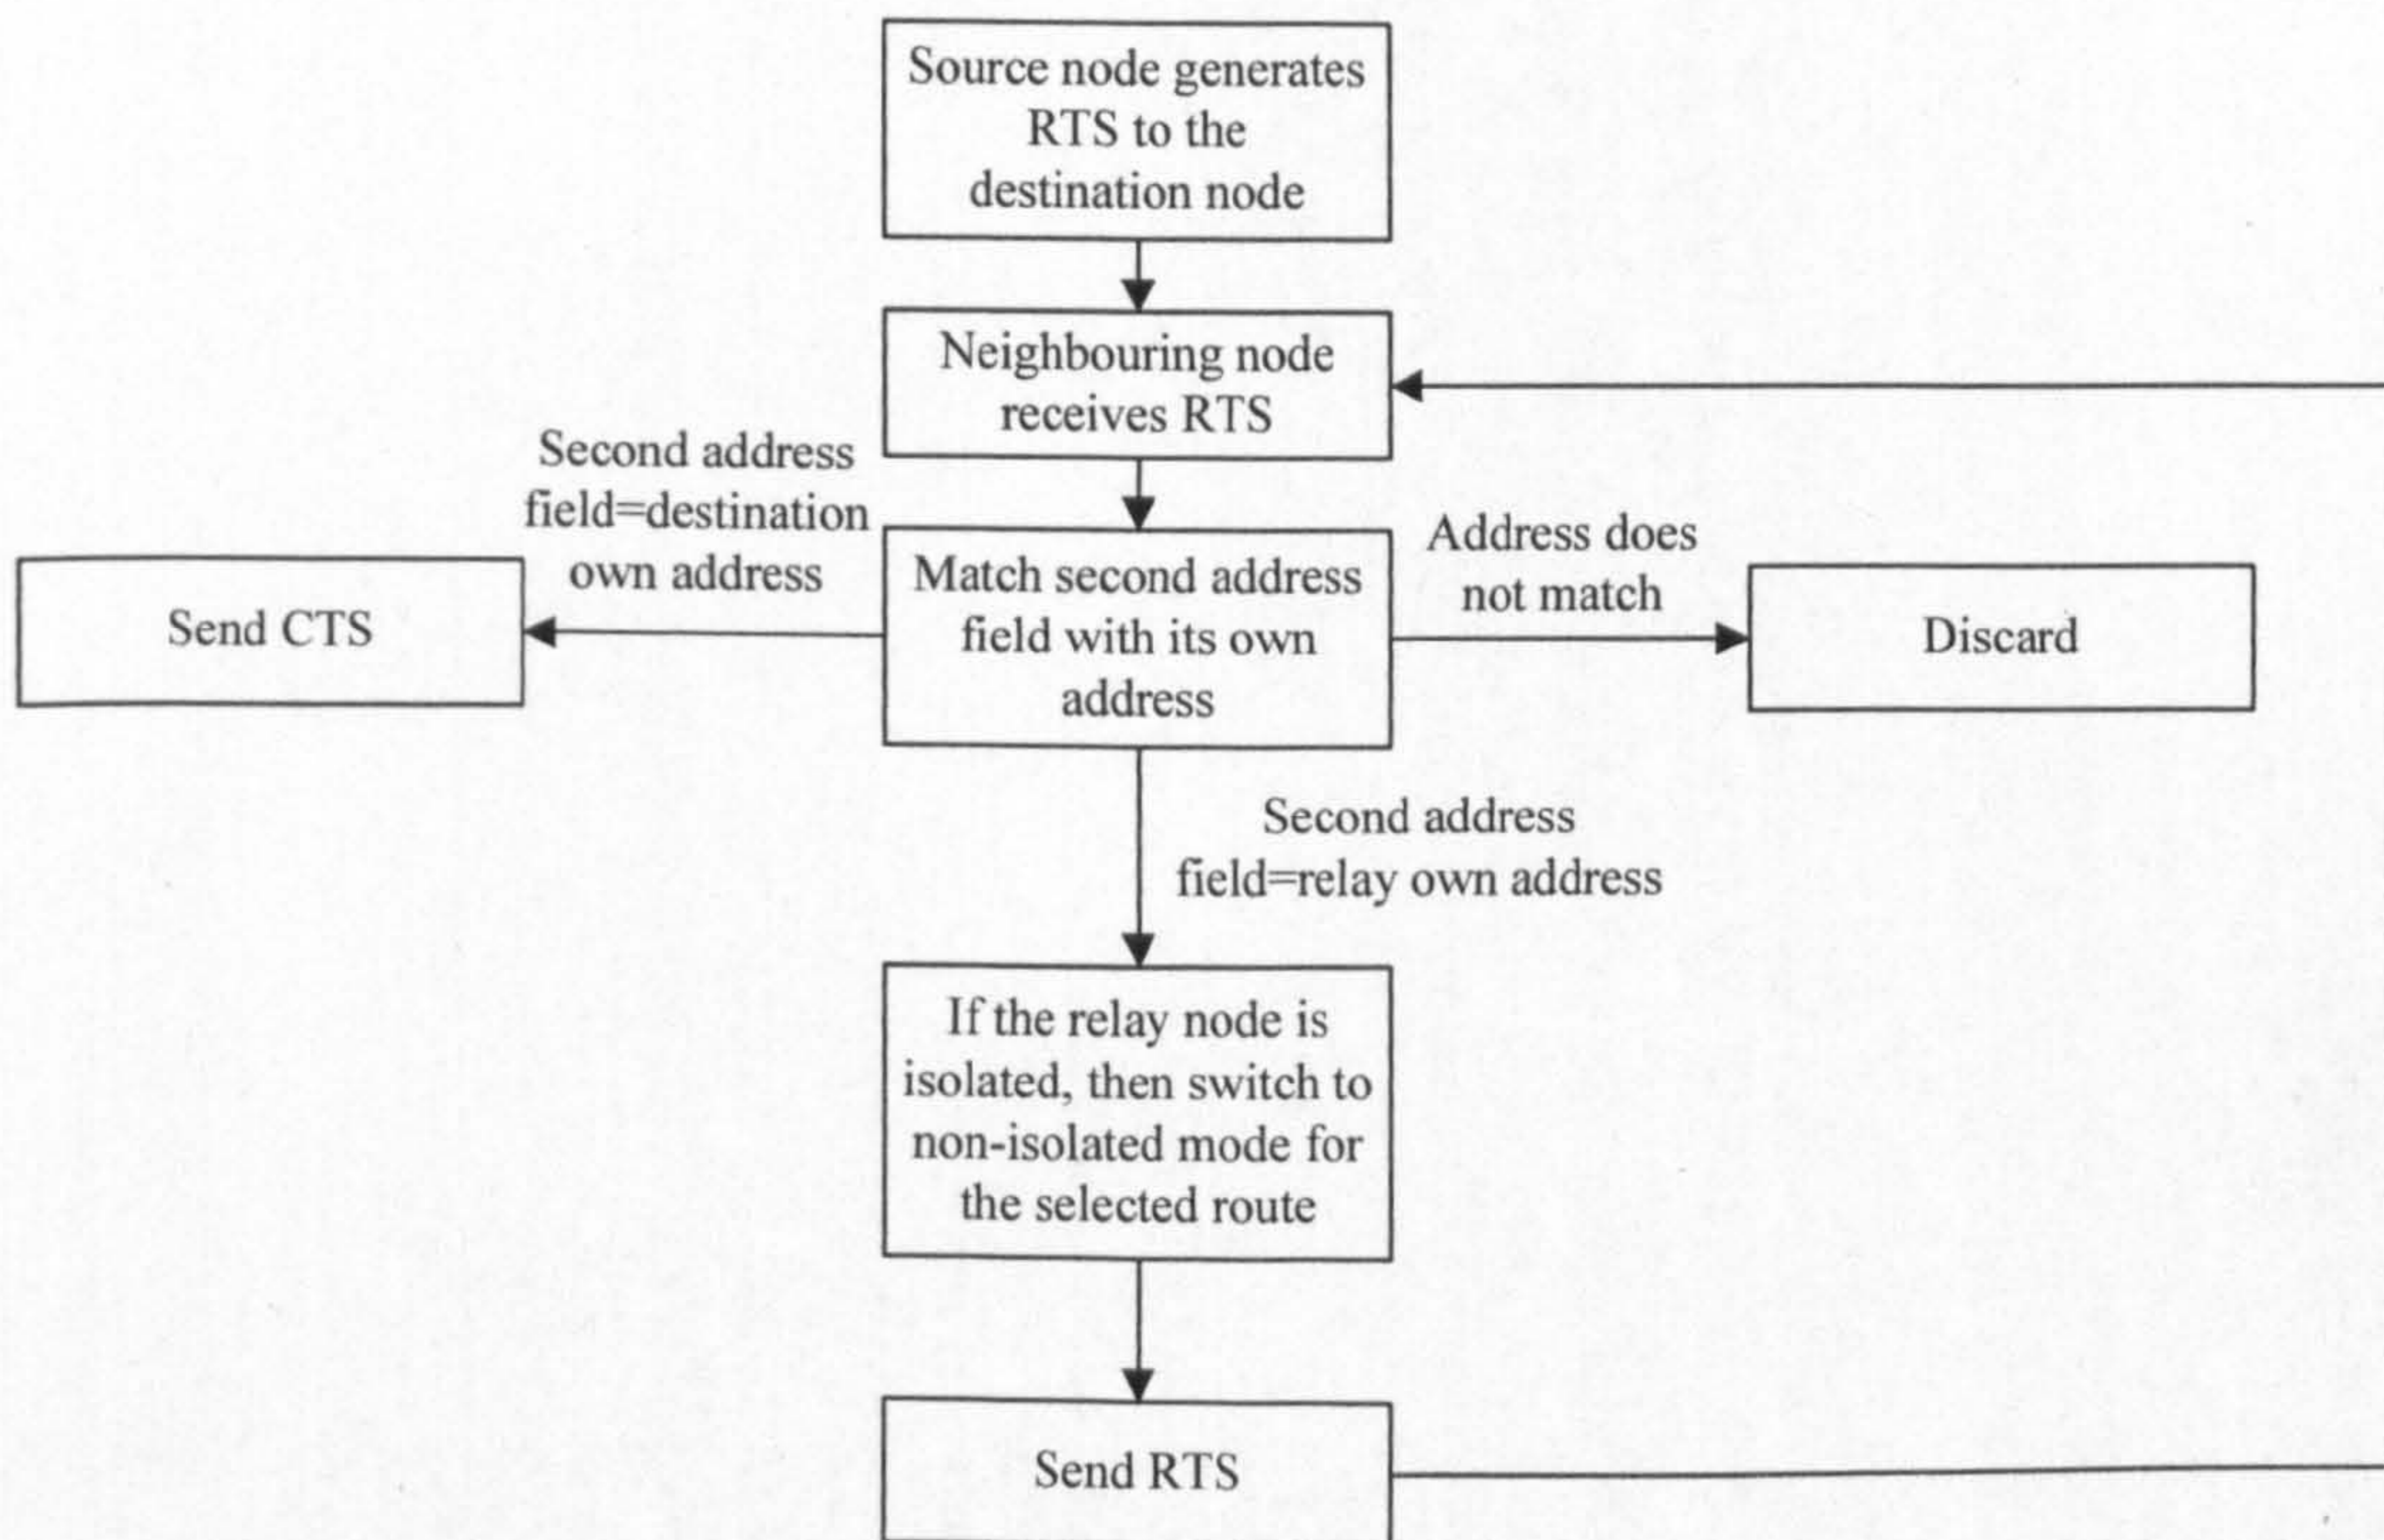 Source node generates
RTS to the
destination node
Neighbouring node
receives RTS
Second address
field=destination
own address
Send CTS
Match second address
field with its own
address
Address does
not match
Discard
Second address
field=relay own address
If the relay node is
isolated, then switch to
non-isolated mode for
the selected route
Send RTS